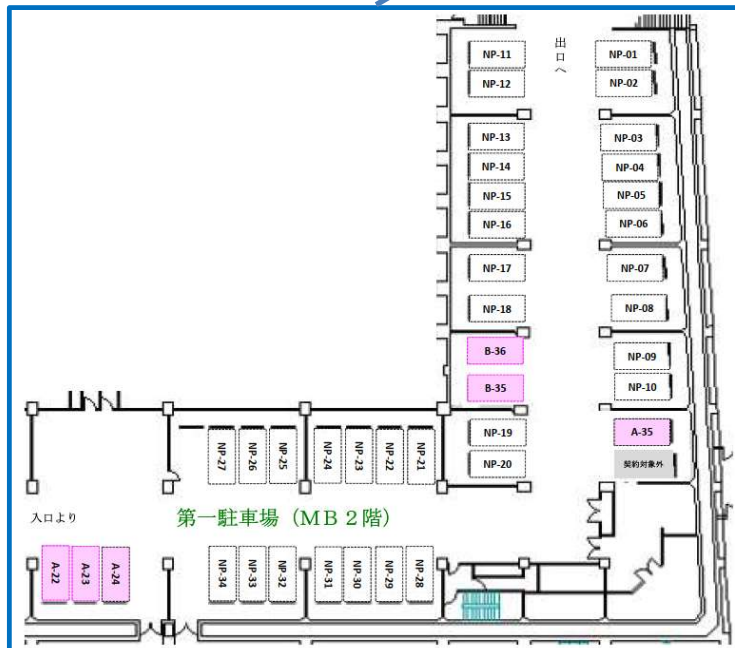 NP-11
出口へ
NP-01
NP-12
NP-02
NP-13
NP-03
NP-14
NP-04
NP-15
NP-05
NP-16
NP-06
NP-17
NP-07
NP-18
NP-08
B-36
NP-09
B-35
NP-10
NP-27
NP-26
NP-25
NP-24
NP-23
NP-22
NP-21
NP-19
A-35
NP-20
契約対象外
入口より
第一駐車場(MB2階)
A-22
A-23
A-24
NP-34
NP-33
NP-32
NP-31
NP-30
NP-29
NP-28